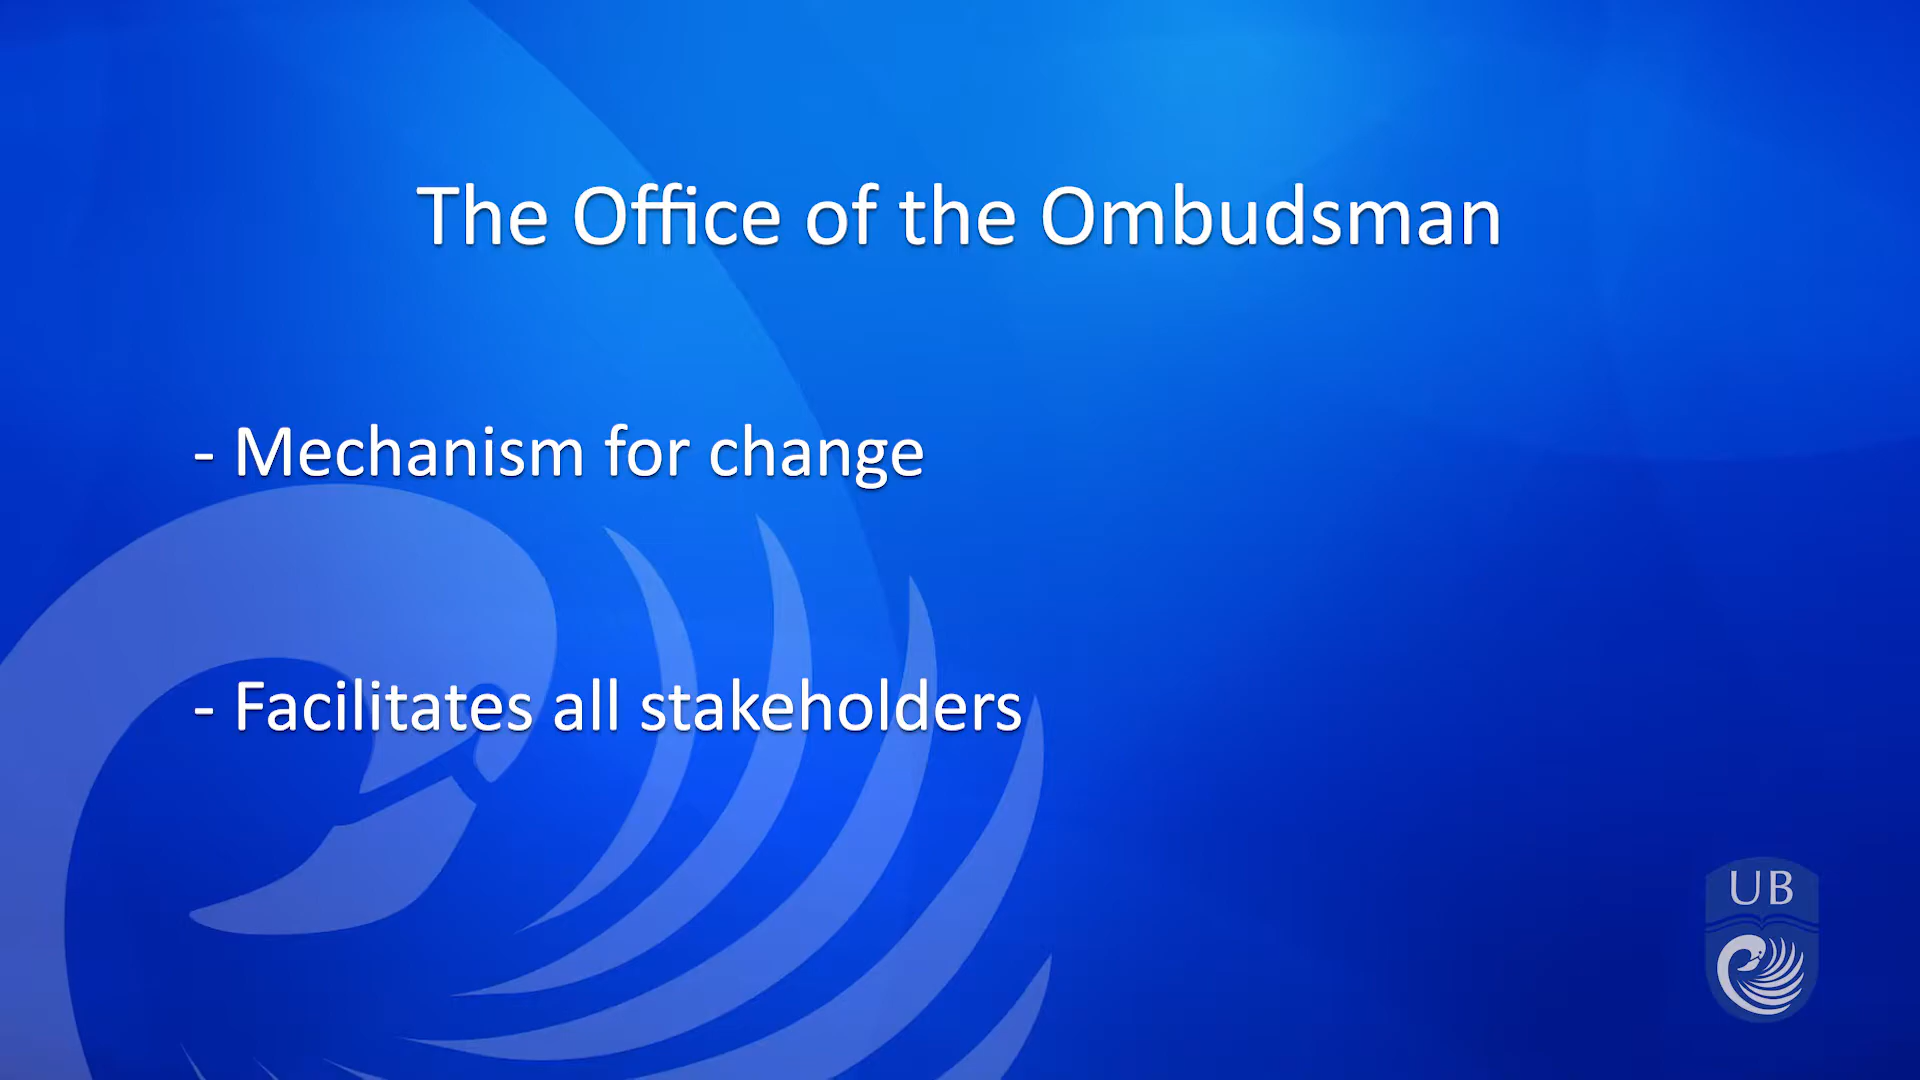 The Office of the Ombudsman
- Mechanism for change
- Facilitates all stakeholders
UB